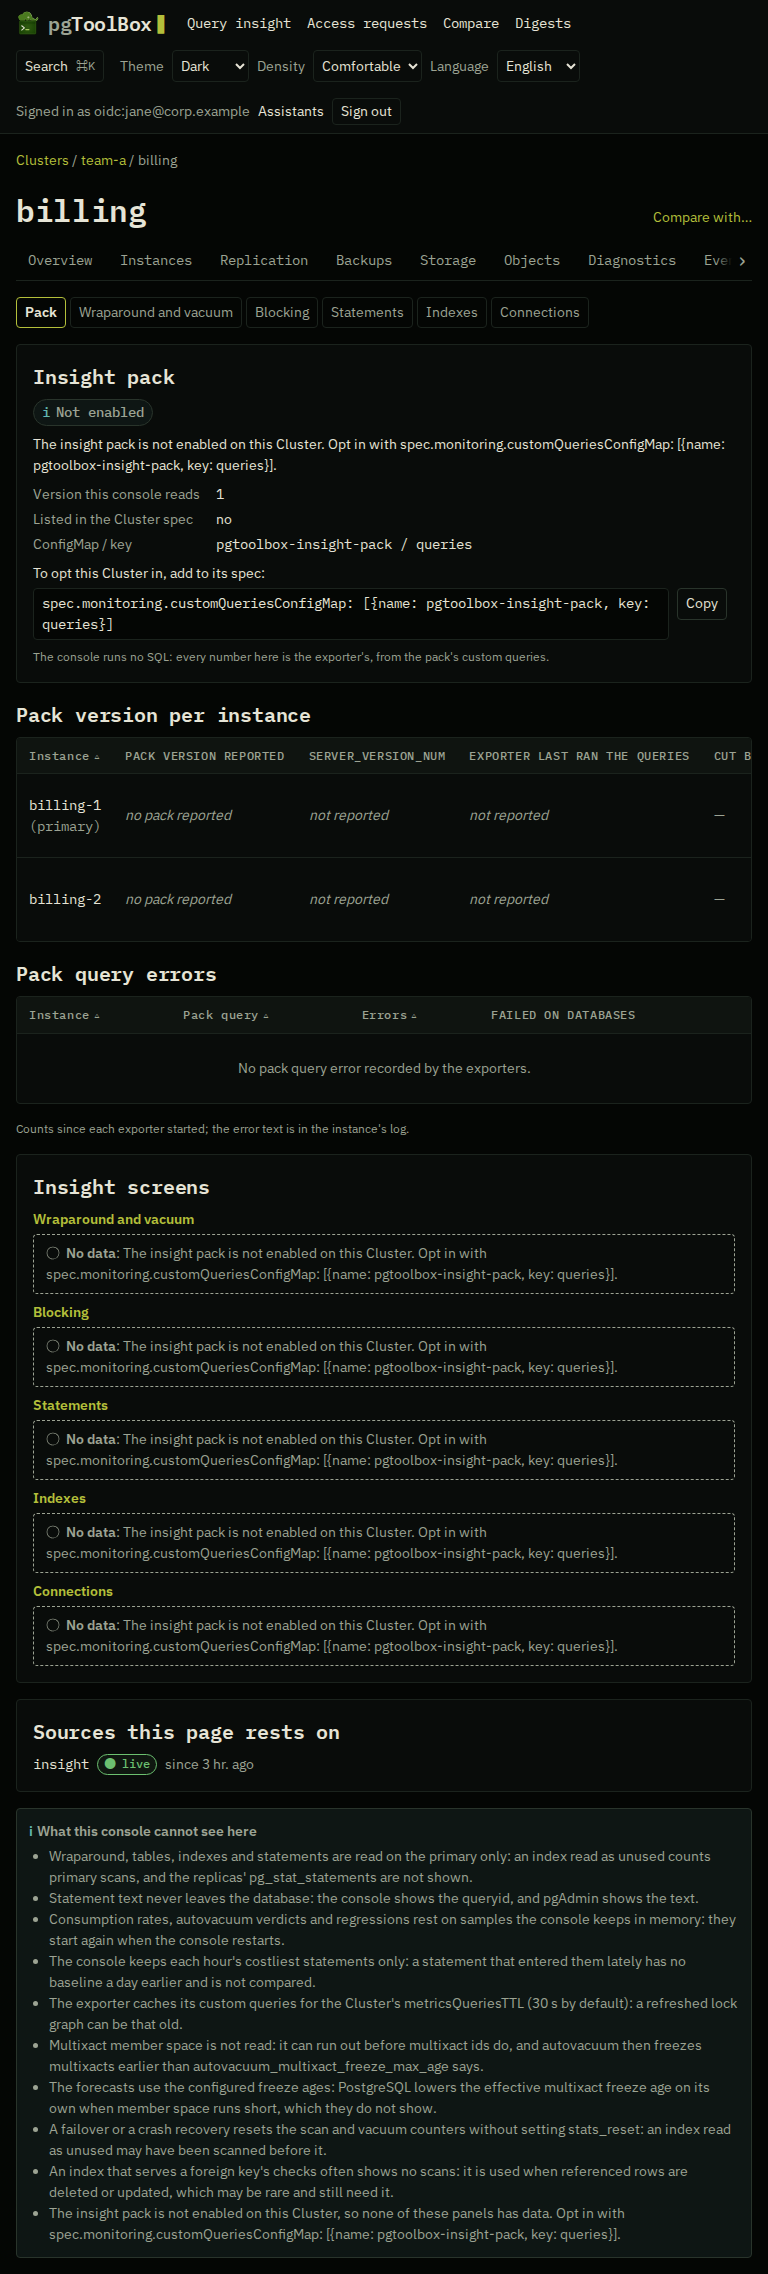 pgToolBox
Query insight Access requests Compare Digests
Search ⌘K Theme Dark Density Comfortable Language English
Signed in as oidc:jane@corp.example Assistants Sign out
Clusters / team-a / billing
billing
Compare with...
Overview Instances Replication Backups Storage Objects Diagnostics Eve
Pack Wraparound and vacuum Blocking Statements Indexes Connections
Insight pack
i Not enabled
The insight pack is not enabled on this Cluster. Opt in with spec.monitoring.customQueriesConfigMap: [{name:
pgtoolbox-insight-pack, key: queries}].
Version this console reads 1
Listed in the Cluster spec no
ConfigMap / key pgtoolbox-insight-pack / queries
To opt this Cluster in, add to its spec:
spec.monitoring.customQueriesConfigMap: [{name: pgtoolbox-insight-pack, key:
queries}]
Copy
The console runs no SQL: every number here is the exporter's, from the pack's custom queries.
Pack version per instance
Instance PACK VERSION REPORTED SERVER_VERSION_NUM EXPORTER LAST RAN THE QUERIES CUT B
billing-1
(primary)
no pack reported not reported not reported —
billing-2 no pack reported not reported not reported —
Pack query errors
Instance Pack query Errors FAILED ON DATABASES
No pack query error recorded by the exporters.
Counts since each exporter started; the error text is in the instance's log.
Insight screens
Wraparound and vacuum
No data: The insight pack is not enabled on this Cluster. Opt in with
spec.monitoring.customQueriesConfigMap: [{name: pgtoolbox-insight-pack, key: queries}].
Blocking
No data: The insight pack is not enabled on this Cluster. Opt in with
spec.monitoring.customQueriesConfigMap: [{name: pgtoolbox-insight-pack, key: queries}].
Statements
No data: The insight pack is not enabled on this Cluster. Opt in with
spec.monitoring.customQueriesConfigMap: [{name: pgtoolbox-insight-pack, key: queries}].
Indexes
No data: The insight pack is not enabled on this Cluster. Opt in with
spec.monitoring.customQueriesConfigMap: [{name: pgtoolbox-insight-pack, key: queries}].
Connections
No data: The insight pack is not enabled on this Cluster. Opt in with
spec.monitoring.customQueriesConfigMap: [{name: pgtoolbox-insight-pack, key: queries}].
Sources this page rests on
insight live since 3 hr. ago
i What this console cannot see here
• Wraparound, tables, indexes and statements are read on the primary only: an index read as unused counts
primary scans, and the replicas' pg_stat_statements are not shown.
• Statement text never leaves the database: the console shows the queryid, and pgAdmin shows the text.
• Consumption rates, autovacuum verdicts and regressions rest on samples the console keeps in memory: they
start again when the console restarts.
• The console keeps each hour's costliest statements only: a statement that entered them lately has no
baseline a day earlier and is not compared.
• The exporter caches its custom queries for the Cluster's metricsQueriesTTL (30 s by default): a refreshed lock
graph can be that old.
• Multixact member space is not read: it can run out before multixact ids do, and autovacuum then freezes
multixacts earlier than autovacuum_multixact_freeze_max_age says.
• The forecasts use the configured freeze ages: PostgreSQL lowers the effective multixact freeze age on its
own when member space runs short, which they do not show.
• A failover or a crash recovery resets the scan and vacuum counters without setting stats_reset: an index read
as unused may have been scanned before it.
• An index that serves a foreign key's checks often shows no scans: it is used when referenced rows are
deleted or updated, which may be rare and still need it.
• The insight pack is not enabled on this Cluster, so none of these panels has data. Opt in with
spec.monitoring.customQueriesConfigMap: [{name: pgtoolbox-insight-pack, key: queries}].